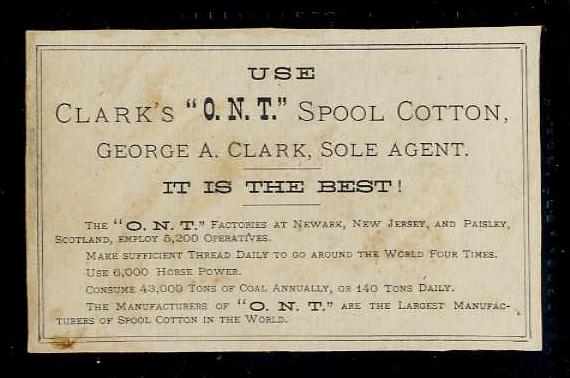 USE
CLARK'S "O. N. T." SPOOL COTTON,
GEORGE A. CLARK, SOLE AGENT.
IT IS THE BEST!
THE "O. N. T." FACTORIES AT NEWARK, NEW JERSEY, AND PAISLEY,
SCOTLAND, EMPLOY 5,200 OPERATIVES.
MAKE SUFFICIENT THREAD DAILY TO GO AROUND THE WORLD FOUR TIMES.
USE 6,000 HORSE POWER.
CONSUME 43,000 TONS OF COAL ANNUALLY, OR 140 TONS DAILY.
THE MANUFACTURERS OF "O. N. T." ARE THE LARGEST MANUFAC-
TURERS OF SPOOL COTTON IN THE WORLD.